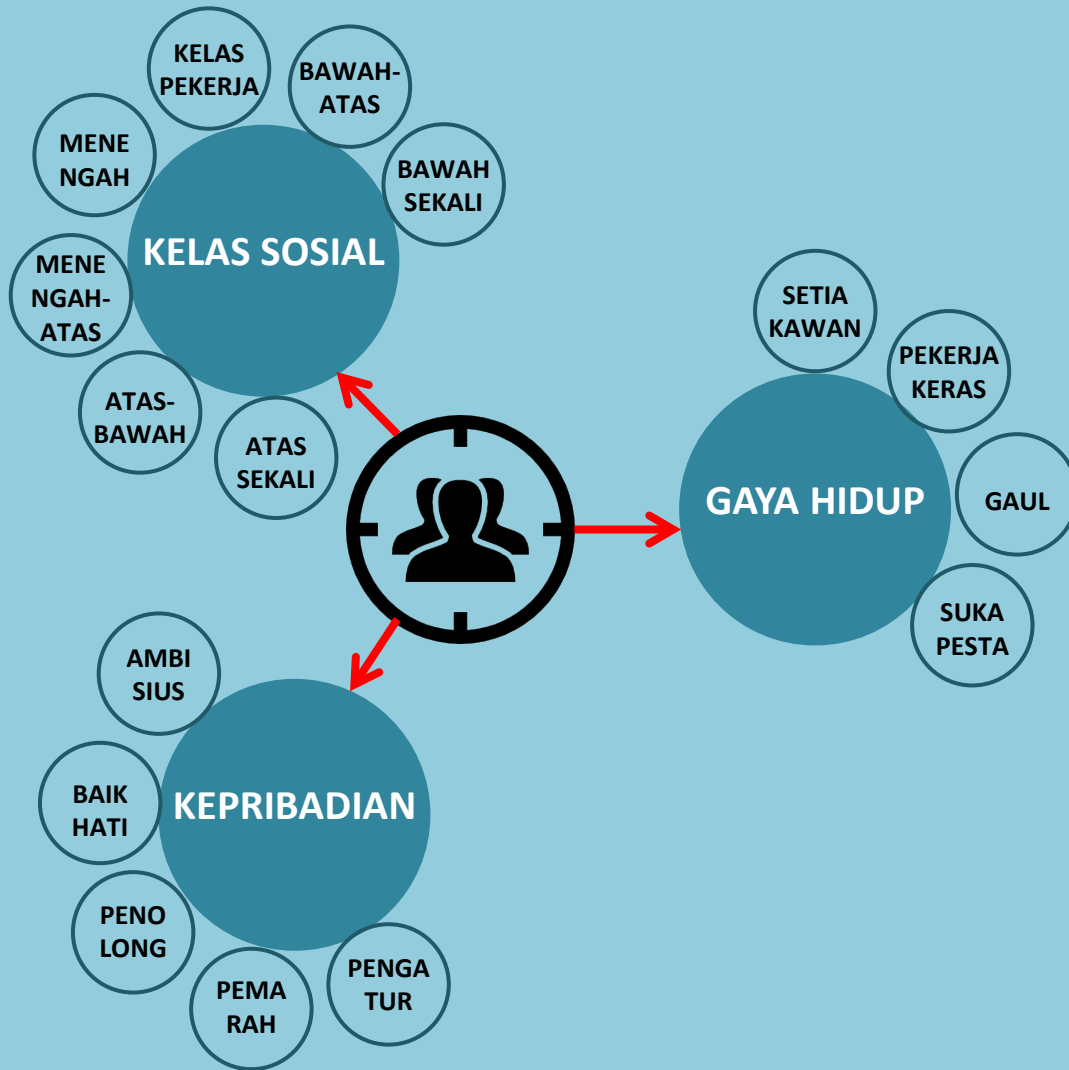 KELAS
PEKERJA
BAWAH-
ATAS
MENE
NGAH
BAWAH
SEKALI
KELAS SOSIAL
MENE
NGAH-
ATAS
ATAS-
BAWAH
ATAS
SEKALI
SETIA
KAWAN
PEKERJA
KERAS
GAYA HIDUP
GAUL
SUKA
PESTA
AMBI
SIUS
BAIK
HATI
KEPRIBADIAN
PENO
LONG
PEMA
RAH
PENGA
TUR